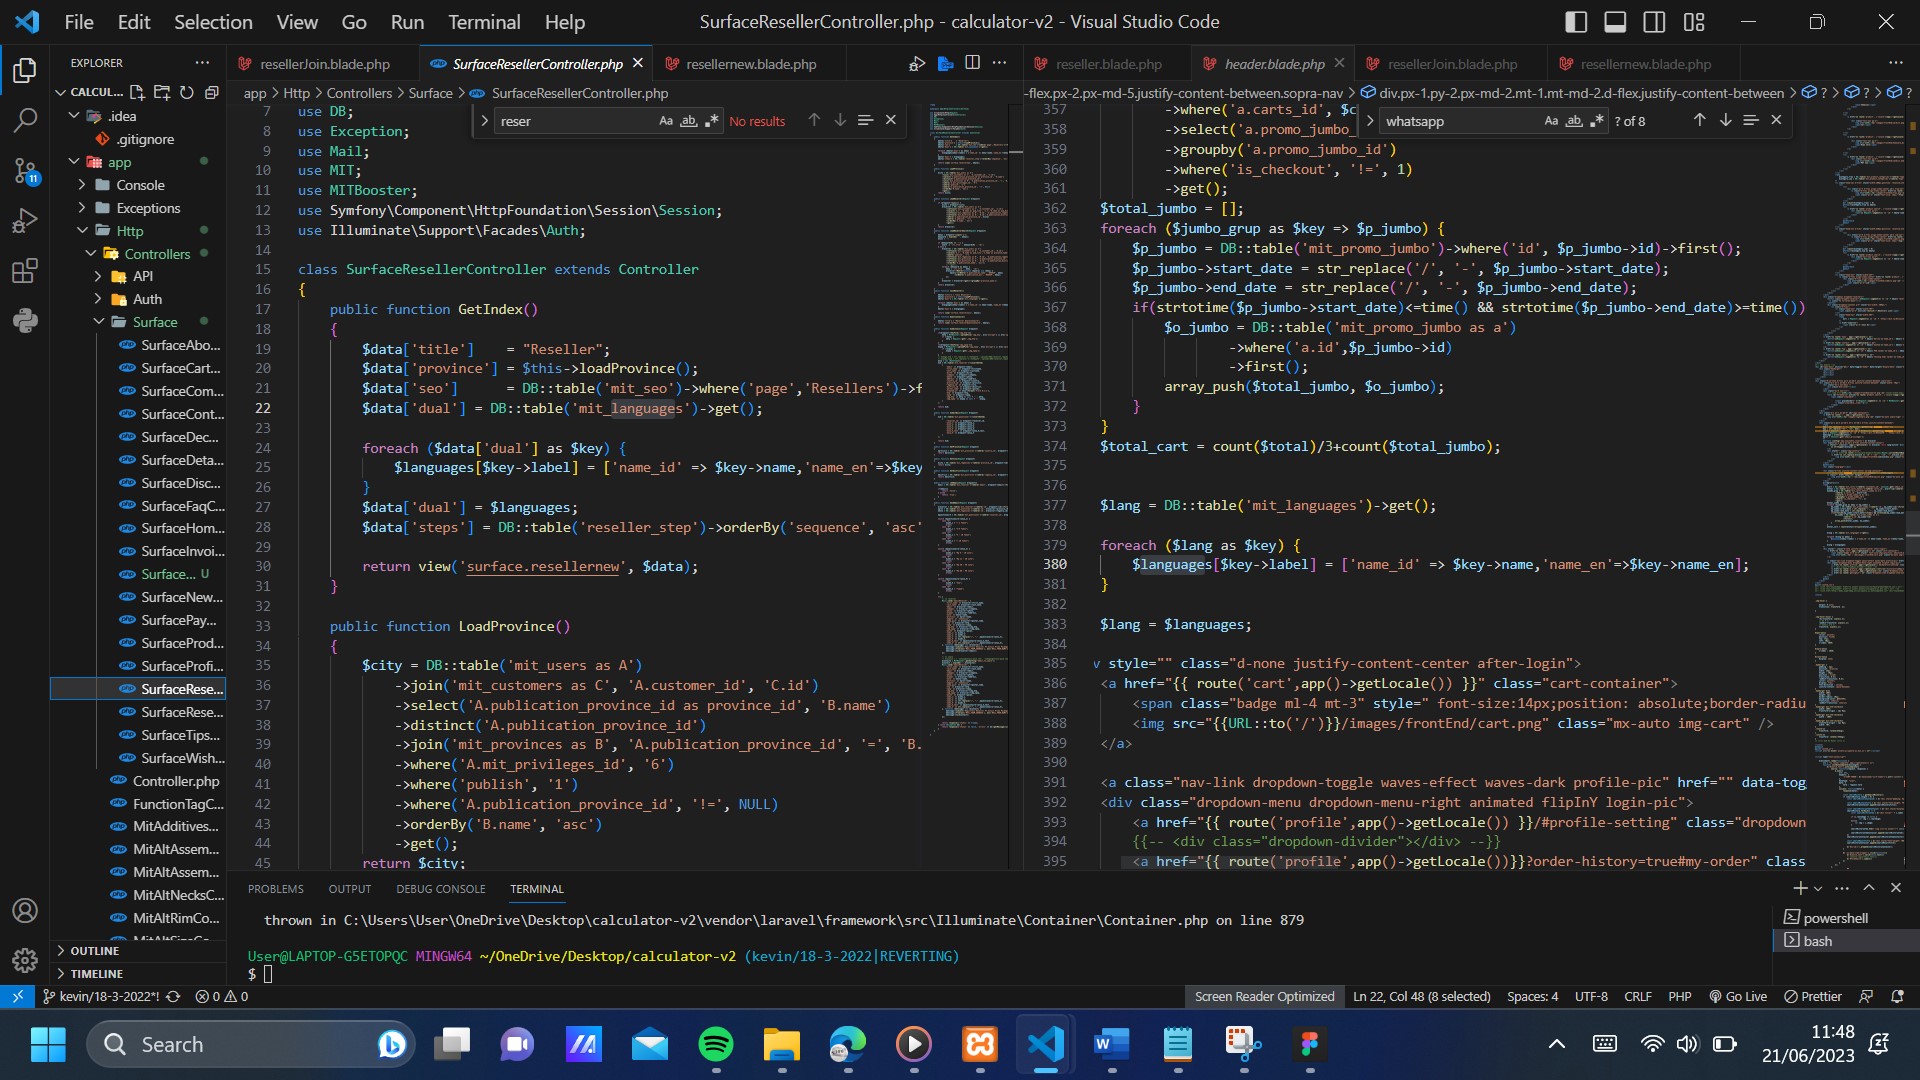 File Edit Selection View Go Run Terminal Help
SurfaceResellerController.php - calculator-v2 - Visual Studio Code
EXPLORER
CALCUL...
.idea
.gitignore
app
Console
Exceptions
Http
Controllers
API
Auth
Surface
SurfaceAbo...
SurfaceCart...
SurfaceCom...
SurfaceCont...
SurfaceDec...
SurfaceDeta...
SurfaceDisc...
SurfaceFaqC...
SurfaceHom...
SurfaceInvoi...
Surface... U
SurfaceNew...
SurfacePay...
SurfaceProd...
SurfaceProfi...
SurfaceRese...
SurfaceRese...
SurfaceTips...
SurfaceWish...
Controller.php
FunctionTagC...
MitAdditives...
MitAltAssem...
MitAltAssem...
MitAltNecksC...
MitAltRimCo...
OUTLINE
TIMELINE
11
resellerJoin.blade.php
SurfaceResellerController.php
resellernew.blade.php
app > Http > Controllers > Surface > SurfaceResellerController.php
reser Aa ab No results
7 use DB;
8 use Exception;
9 use Mail;
10 use MIT;
11 use MITBooster;
12 use Symfony\Component\HttpFoundation\Session\Session;
13 use Illuminate\Support\Facades\Auth;
14
15 class SurfaceResellerController extends Controller
16 {
17 public function GetIndex()
18 {
19 $data['title'] = "Reseller";
20 $data['province'] = $this->loadProvince();
21 $data['seo'] = DB::table('mit_seo')->where('page','Resellers')->f
22 $data['dual'] = DB::table('mit_languages')->get();
23
24 foreach ($data['dual'] as $key) {
25 $languages[$key->label] = ['name_id' => $key->name,'name_en'=>$key
26 }
27 $data['dual'] = $languages;
28 $data['steps'] = DB::table('reseller_step')->orderBy('sequence', 'asc'
29
30 return view('surface.resellernew', $data);
31 }
32
33 public function LoadProvince()
34 {
35 $city = DB::table('mit_users as A')
36 ->join('mit_customers as C', 'A.customer_id', 'C.id')
37 ->select('A.publication_province_id as province_id', 'B.name')
38 ->distinct('A.publication_province_id')
39 ->join('mit_provinces as B', 'A.publication_province_id', '=', 'B.
40 ->where('A.mit_privileges_id', '6')
41 ->where('publish', '1')
42 ->where('A.publication_province_id', '!=', NULL)
43 ->orderBy('B.name', 'asc')
44 ->get();
45 return $city;
reseller.blade.php
header.blade.php
resellerJoin.blade.php
resellernew.blade.php
-flex.px-2.px-md-5.justify-content-between.sopra-nav > div.px-1.py-2.px-md-2.mt-1.mt-md-2.d-flex.justify-content-between > ? > ? > ?
whatsapp Aa ab ? of 8
357 ->where('a.carts_id', $c
358 ->select('a.promo_jumbo_
359 ->groupby('a.promo_jumbo_id')
360 ->where('is_checkout', '!=', 1)
361 ->get();
362 $total_jumbo = [];
363 foreach ($jumbo_grup as $key => $p_jumbo) {
364 $p_jumbo = DB::table('mit_promo_jumbo')->where('id', $p_jumbo->id)->first();
365 $p_jumbo->start_date = str_replace('/', '-', $p_jumbo->start_date);
366 $p_jumbo->end_date = str_replace('/', '-', $p_jumbo->end_date);
367 if(strtotime($p_jumbo->start_date)<=time() && strtotime($p_jumbo->end_date)>=time())
368 $o_jumbo = DB::table('mit_promo_jumbo as a')
369 ->where('a.id',$p_jumbo->id)
370 ->first();
371 array_push($total_jumbo, $o_jumbo);
372 }
373 }
374 $total_cart = count($total)/3+count($total_jumbo);
375
376
377 $lang = DB::table('mit_languages')->get();
378
379 foreach ($lang as $key) {
380 $languages[$key->label] = ['name_id' => $key->name,'name_en'=>$key->name_en];
381 }
382
383 $lang = $languages;
384
385 v style="" class="d-none justify-content-center after-login">
386 <a href="{{ route('cart',app()->getLocale()) }}" class="cart-container">
387 <span class="badge ml-4 mt-3" style=" font-size:14px;position: absolute;border-radiu
388 <img src="{{URL::to('/')}}/images/frontEnd/cart.png" class="mx-auto img-cart" />
389 </a>
390
391 <a class="nav-link dropdown-toggle waves-effect waves-dark profile-pic" href="" data-tog
392 <div class="dropdown-menu dropdown-menu-right animated flipInY login-pic">
393 <a href="{{ route('profile',app()->getLocale()) }}/#profile-setting" class="dropdown
394 {{-- <div class="dropdown-divider"></div> --}}
395 <a href="{{ route('profile',app()->getLocale())}}?order-history=true#my-order" class
PROBLEMS OUTPUT DEBUG CONSOLE TERMINAL
thrown in C:\Users\User\OneDrive\Desktop\calculator-v2\vendor\laravel\framework\src\Illuminate\Container\Container.php on line 879
User@LAPTOP-G5ETOPQC MINGW64 ~/OneDrive/Desktop/calculator-v2 (kevin/18-3-2022|REVERTING)
$
powershell
bash
kevin/18-3-2022*! 0 0 Screen Reader Optimized Ln 22, Col 48 (8 selected) Spaces: 4 UTF-8 CRLF PHP Go Live Prettier
Search
11:48
21/06/2023